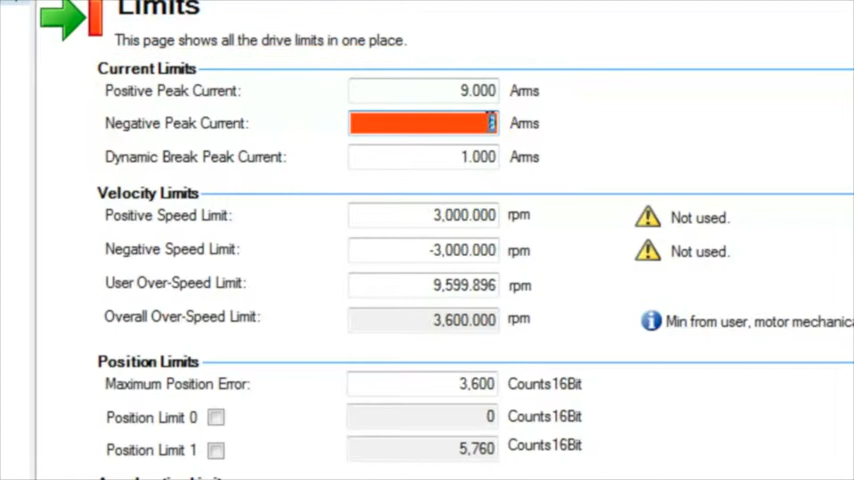 Limits
This page shows all the drive limits in one place.
Current Limits
Positive Peak Current: 9.000 Arms
Negative Peak Current: Arms
Dynamic Break Peak Current: 1.000 Arms
Velocity Limits
Positive Speed Limit: 3,000.000 rpm Not used.
Negative Speed Limit: -3,000.000 rpm Not used.
User Over-Speed Limit: 9,599.896 rpm
Overall Over-Speed Limit: 3,600.000 rpm Min from user, motor mechanica
Position Limits
Maximum Position Error: 3,600 Counts16Bit
Position Limit 0 0 Counts16Bit
Position Limit 1 5,760 Counts16Bit